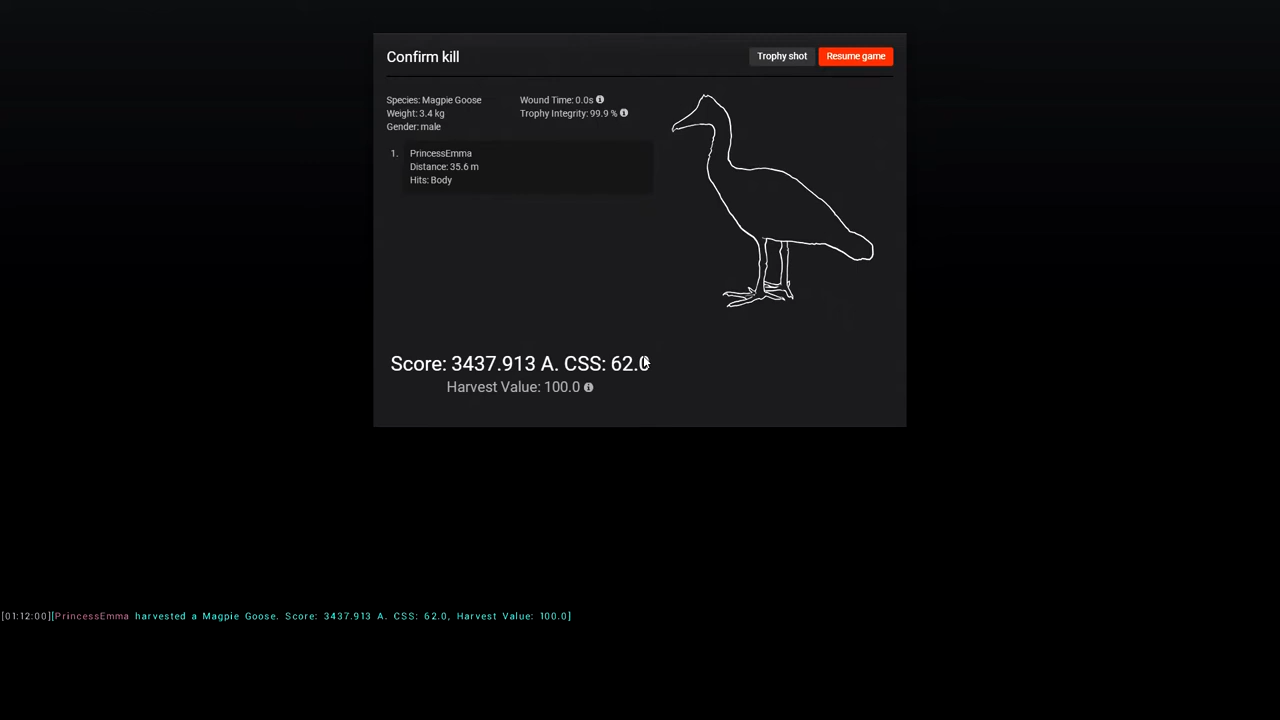 Confirm kill
Trophy shot
Resume game
Species: Magpie Goose
Weight: 3.4 kg
Gender: male
Wound Time: 0.0s
Trophy Integrity: 99.9 %
1.
PrincessEmma
Distance: 35.6 m
Hits: Body
Score: 3437.913 A. CSS: 62.0
Harvest Value: 100.0
[01:12:00][PrincessEmma harvested a Magpie Goose. Score: 3437.913 A. CSS: 62.0, Harvest Value: 100.0]